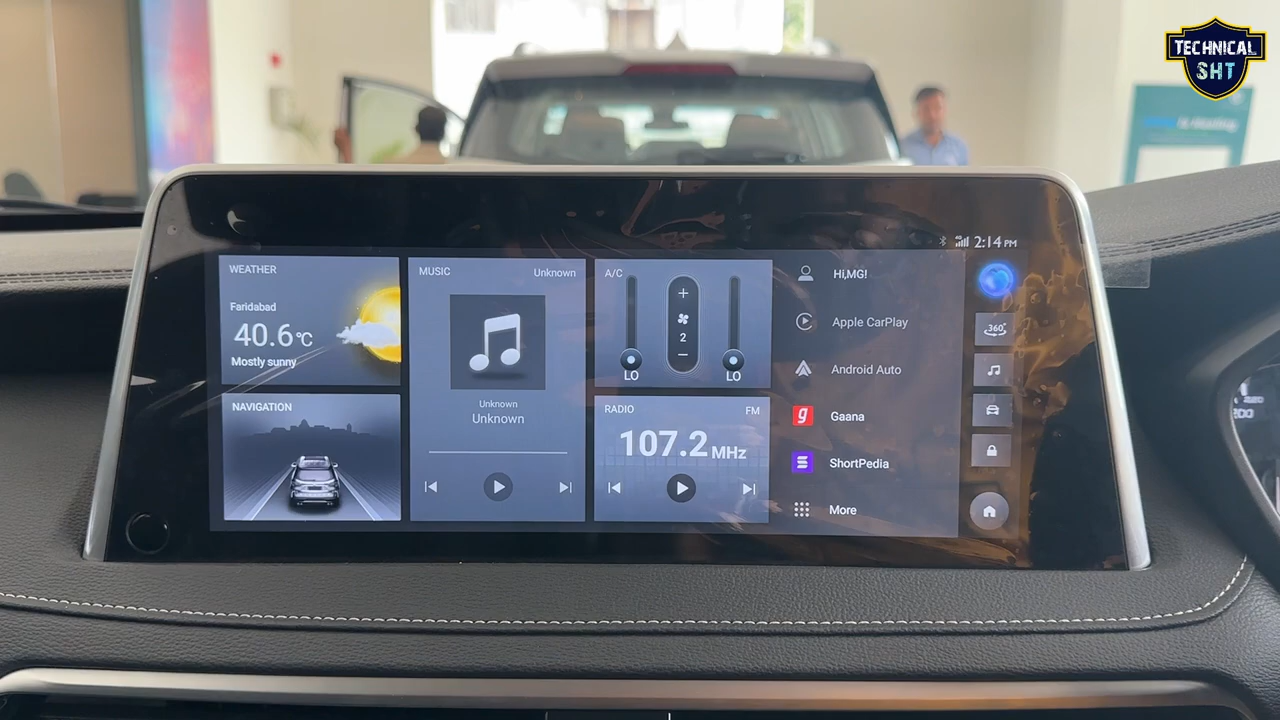 TECHNICAL
SHT
2:14 PM
WEATHER
Faridabad
40.6°C
Mostly sunny
NAVIGATION
MUSIC
Unknown
Unknown
Unknown
A/C
+
2
−
LO
LO
RADIO
FM
107.2 MHz
Hi,MG!
Apple CarPlay
Android Auto
g
Gaana
S
ShortPedia
More
360°